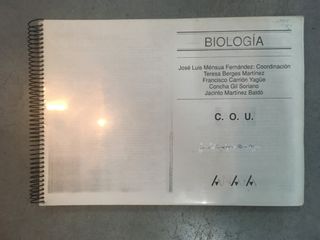 BIOLOGÍA
José Luis Ménsua Fernández: Coordinación
Teresa Berges Martínez
Francisco Carrión Yagüe
Concha Gil Soriano
Jacinto Martínez Baldó
C. O. U.